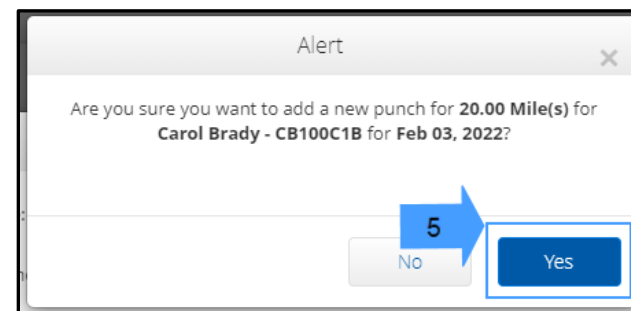 Alert
×
Are you sure you want to add a new punch for 20.00 Mile(s) for
Carol Brady - CB100C1B for Feb 03, 2022?
5
No
Yes